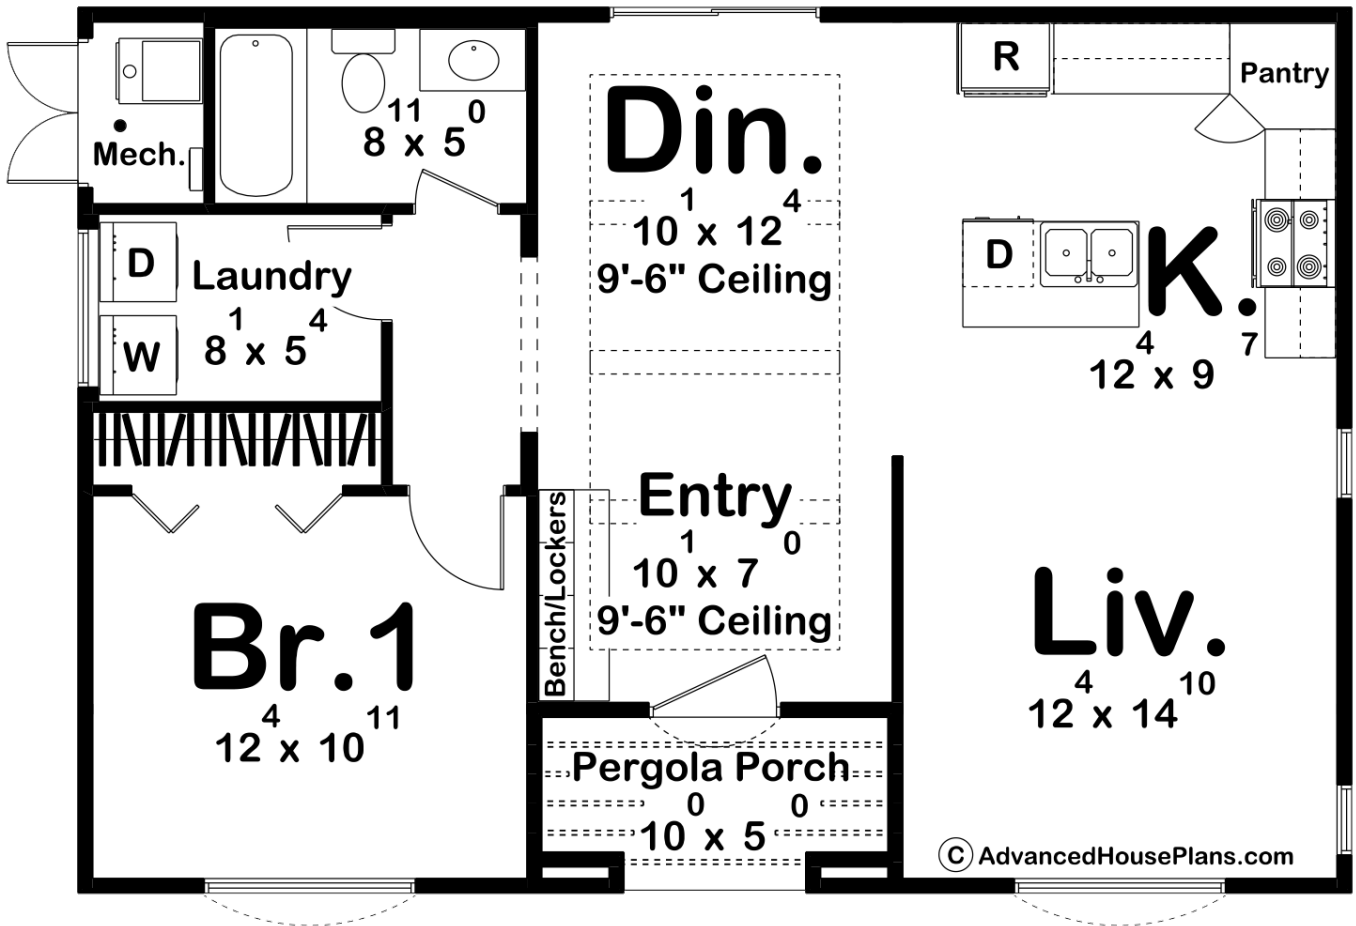 Mech.
11 0
8 x 5
R
Pantry
Din.
1 4
10 x 12
9'-6" Ceiling
D
Laundry
1 4
8 x 5
W
D
K.
4 7
12 x 9
Entry
1 0
10 x 7
9'-6" Ceiling
Bench/Lockers
Br.1
4 11
12 x 10
Liv.
4 10
12 x 14
Pergola Porch
0 0
10 x 5
© AdvancedHousePlans.com